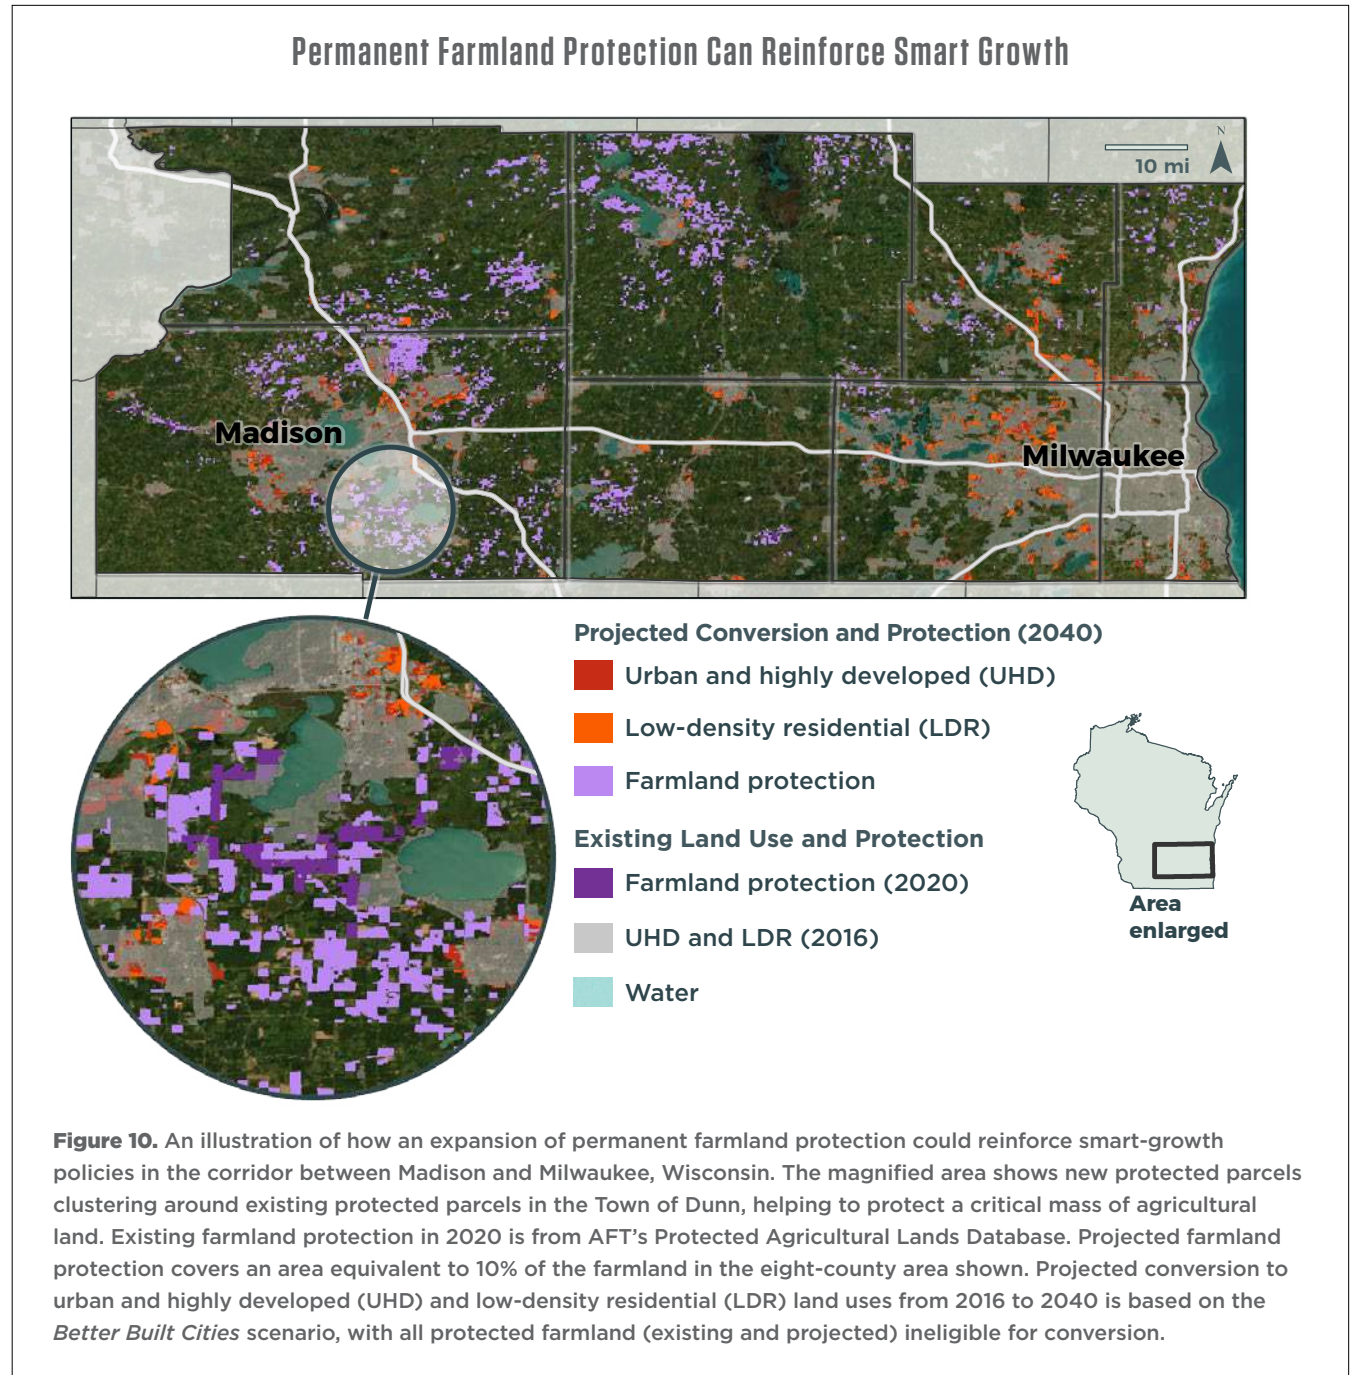 Permanent Farmland Protection Can Reinforce Smart Growth
N
10 mi
Madison
Milwaukee
Projected Conversion and Protection (2040)
Urban and highly developed (UHD)
Low-density residential (LDR)
Farmland protection
Existing Land Use and Protection
Farmland protection (2020)
UHD and LDR (2016)
Water
Area
enlarged
Figure 10. An illustration of how an expansion of permanent farmland protection could reinforce smart-growth
policies in the corridor between Madison and Milwaukee, Wisconsin. The magnified area shows new protected parcels
clustering around existing protected parcels in the Town of Dunn, helping to protect a critical mass of agricultural
land. Existing farmland protection in 2020 is from AFT’s Protected Agricultural Lands Database. Projected farmland
protection covers an area equivalent to 10% of the farmland in the eight-county area shown. Projected conversion to
urban and highly developed (UHD) and low-density residential (LDR) land uses from 2016 to 2040 is based on the
Better Built Cities scenario, with all protected farmland (existing and projected) ineligible for conversion.